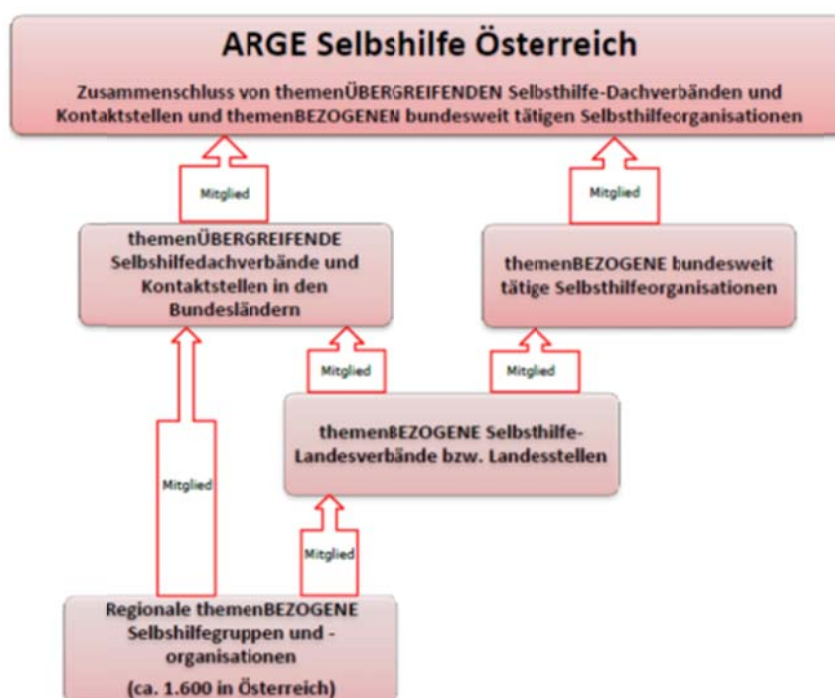 ARGE Selbshilfe Österreich
Zusammenschluss von themenÜBERGREIFENDEN Selbsthilfe-Dachverbänden und
Kontaktstellen und themenBEZOGENEN bundesweit tätigen Selbsthilfeorganisationen
Mitglied
Mitglied
themenÜBERGREIFENDE
Selbshilfedachverbände und
Kontaktstellen in den
Bundesländern
themenBEZOGENE bundesweit
tätige Selbsthilfeorganisationen
Mitglied
Mitglied
themenBEZOGENE Selbsthilfe-
Landesverbände bzw. Landesstellen
Mitglied
Mitglied
Regionale themenBEZOGENE
Selbshilfegruppen und -
organisationen
(ca. 1.600 in Österreich)